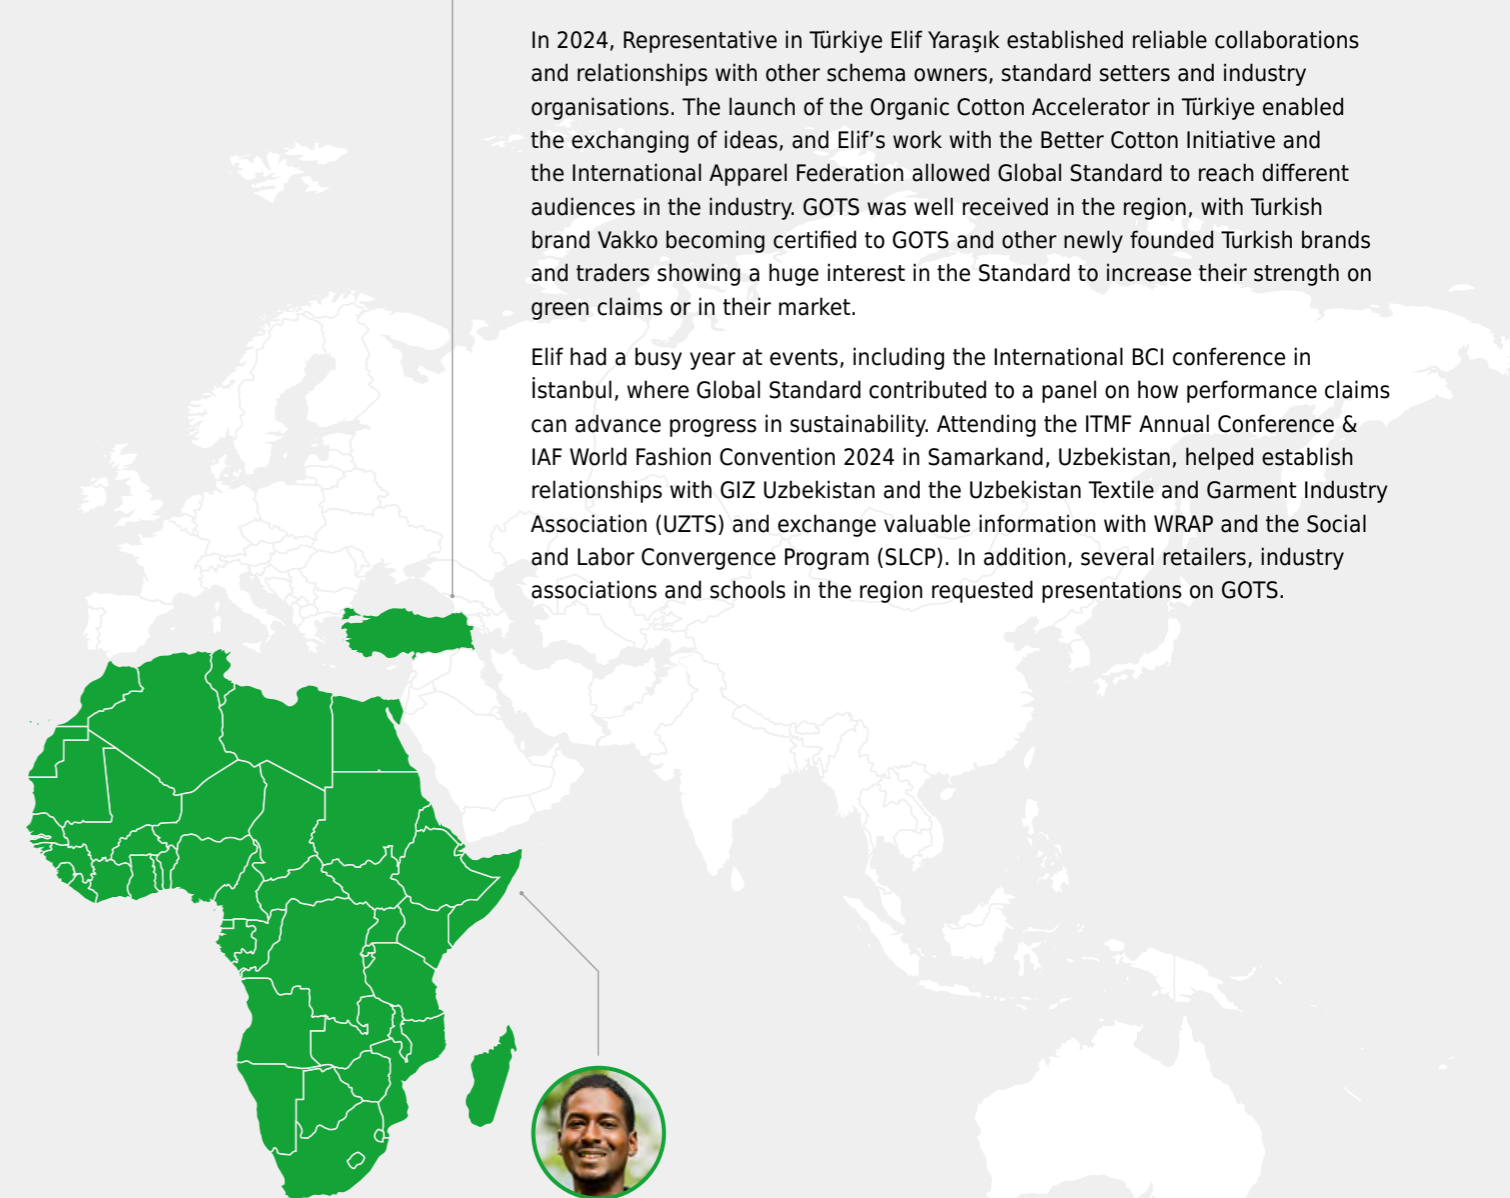 In 2024, Representative in Türkiye Elif Yaraşık established reliable collaborations
and relationships with other schema owners, standard setters and industry
organisations. The launch of the Organic Cotton Accelerator in Türkiye enabled
the exchanging of ideas, and Elif’s work with the Better Cotton Initiative and
the International Apparel Federation allowed Global Standard to reach different
audiences in the industry. GOTS was well received in the region, with Turkish
brand Vakko becoming certified to GOTS and other newly founded Turkish brands
and traders showing a huge interest in the Standard to increase their strength on
green claims or in their market.
Elif had a busy year at events, including the International BCI conference in
İstanbul, where Global Standard contributed to a panel on how performance claims
can advance progress in sustainability. Attending the ITMF Annual Conference &
IAF World Fashion Convention 2024 in Samarkand, Uzbekistan, helped establish
relationships with GIZ Uzbekistan and the Uzbekistan Textile and Garment Industry
Association (UZTS) and exchange valuable information with WRAP and the Social
and Labor Convergence Program (SLCP). In addition, several retailers, industry
associations and schools in the region requested presentations on GOTS.